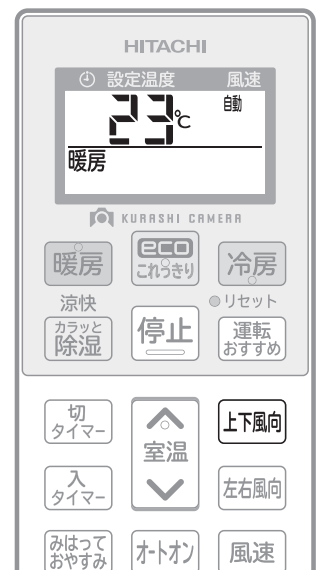 HITACHI
設定温度 風速
23℃ 自動
暖房
KURASHI CAMERA
暖房 eco これっきり 冷房
涼快 リセット
カラッと除湿 停止 運転おすすめ
切タイマー 室温 上下風向
入タイマー 左右風向
みはっておやすみ オートオン 風速